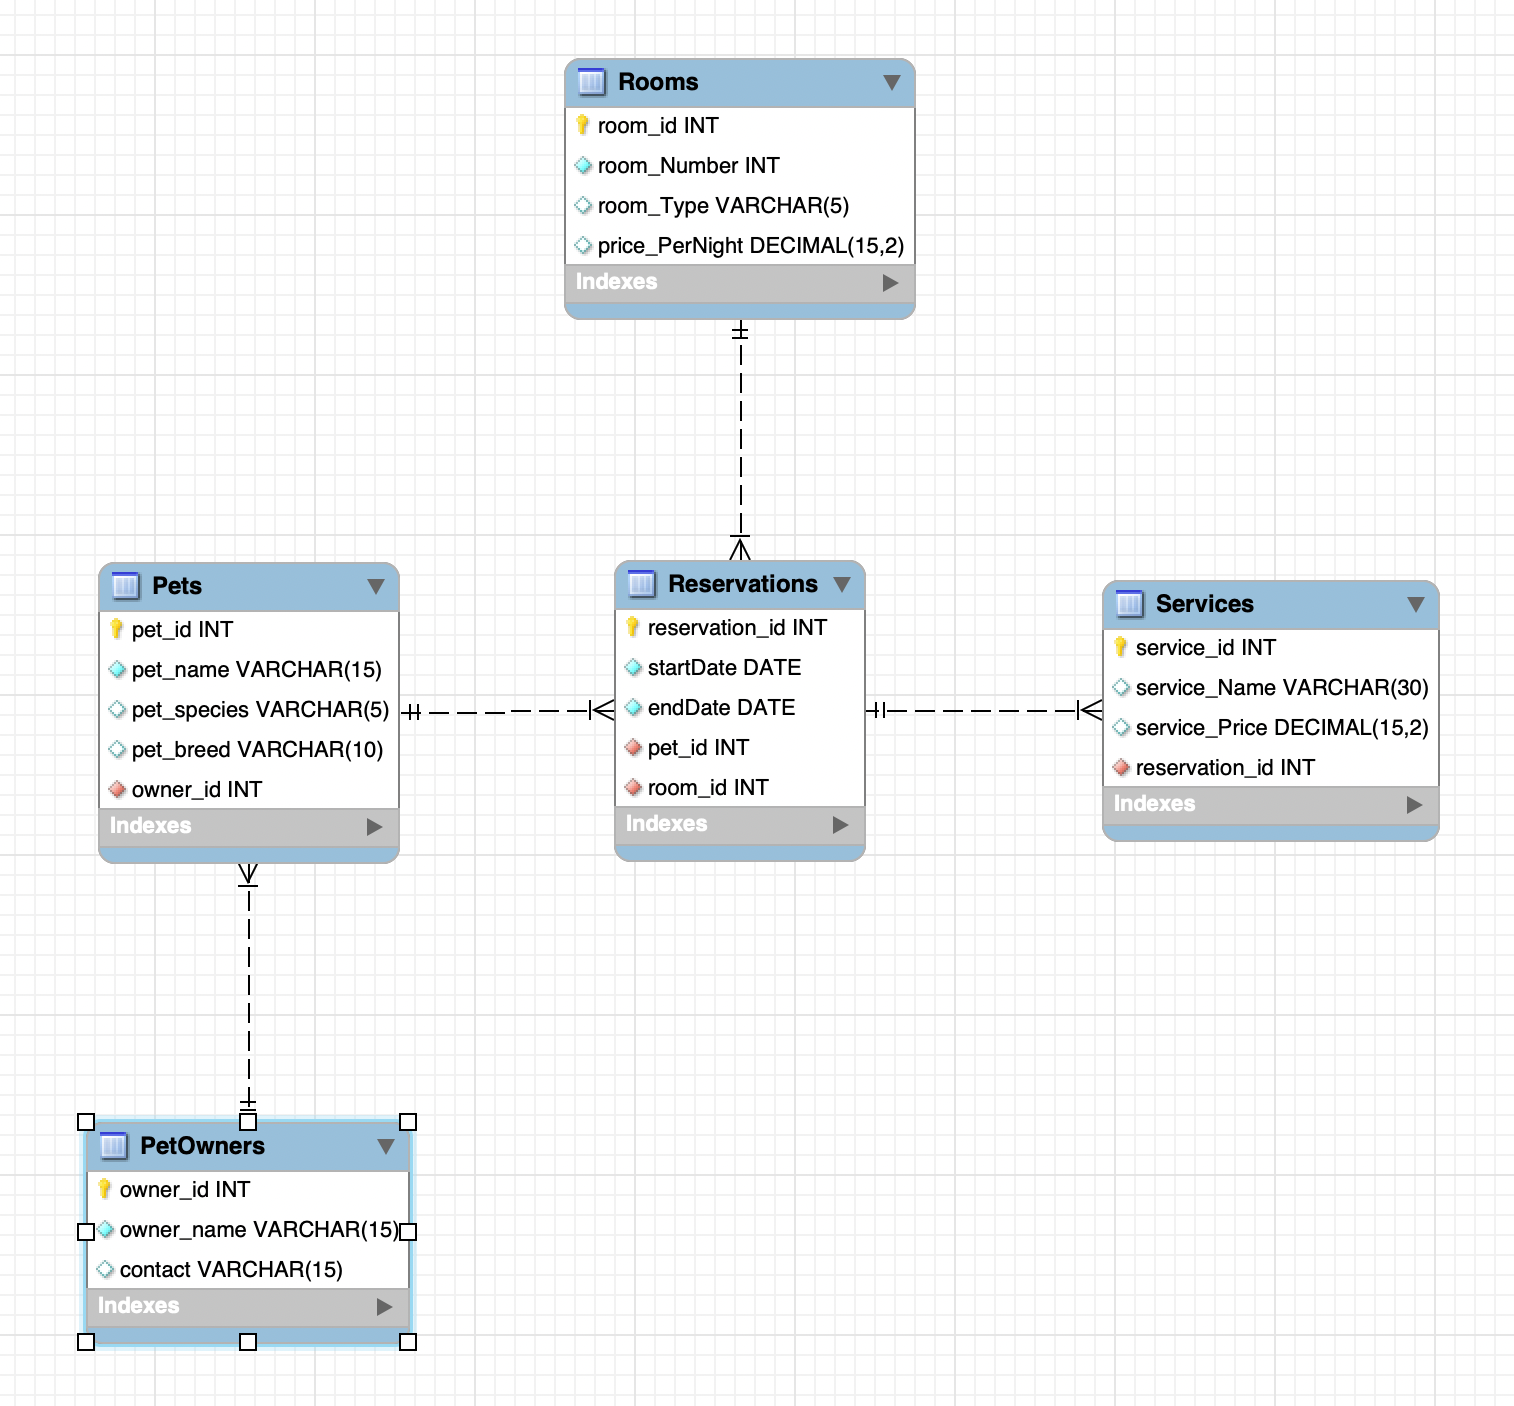 Rooms
room_id INT
room_Number INT
room_Type VARCHAR(5)
price_PerNight DECIMAL(15,2)
Indexes
Pets
pet_id INT
pet_name VARCHAR(15)
pet_species VARCHAR(5)
pet_breed VARCHAR(10)
owner_id INT
Indexes
Reservations
reservation_id INT
startDate DATE
endDate DATE
pet_id INT
room_id INT
Indexes
Services
service_id INT
service_Name VARCHAR(30)
service_Price DECIMAL(15,2)
reservation_id INT
Indexes
PetOwners
owner_id INT
owner_name VARCHAR(15)
contact VARCHAR(15)
Indexes